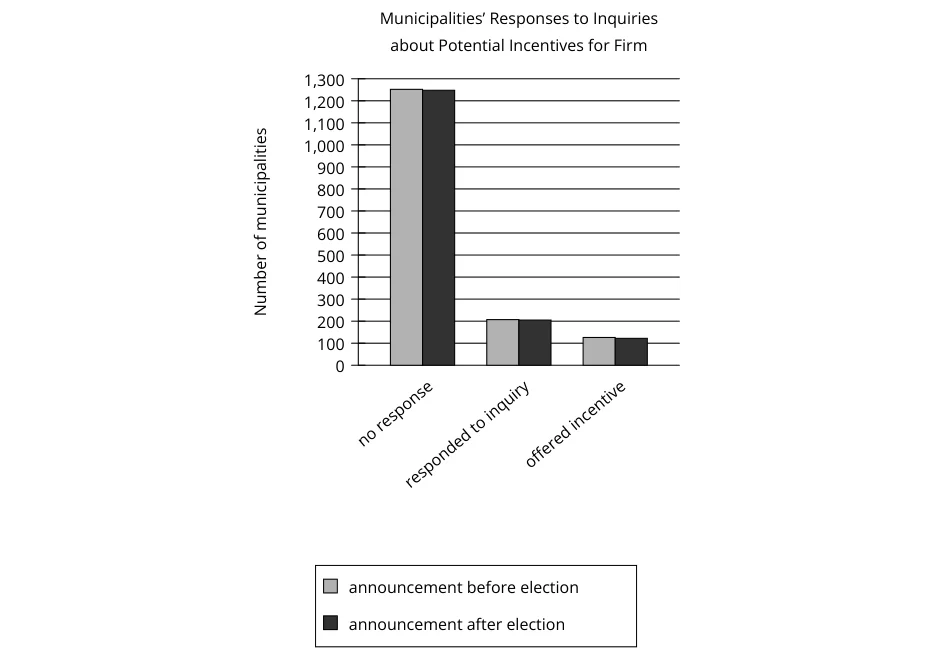 Municipalities’ Responses to Inquiries
about Potential Incentives for Firm
Number of municipalities
1,300
1,200
1,100
1,000
900
800
700
600
500
400
300
200
100
0
no response
responded to inquiry
offered incentive
announcement before election
announcement after election